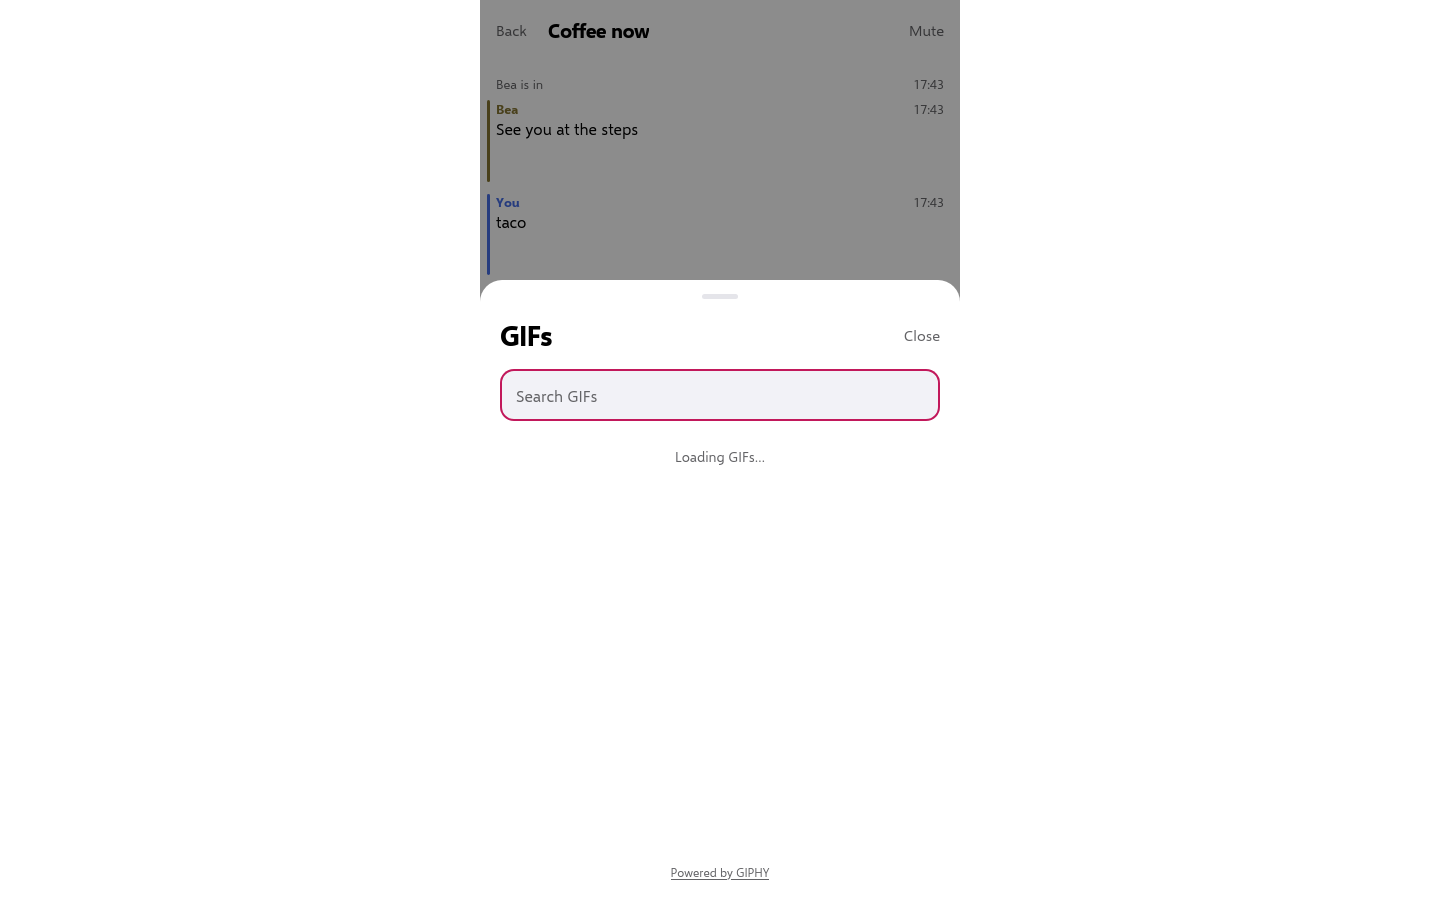 Back Coffee now Mute
Bea is in 17:43
Bea 17:43
See you at the steps
You 17:43
taco
GIFs Close
Search GIFs
Loading GIFs…
Powered by GIPHY